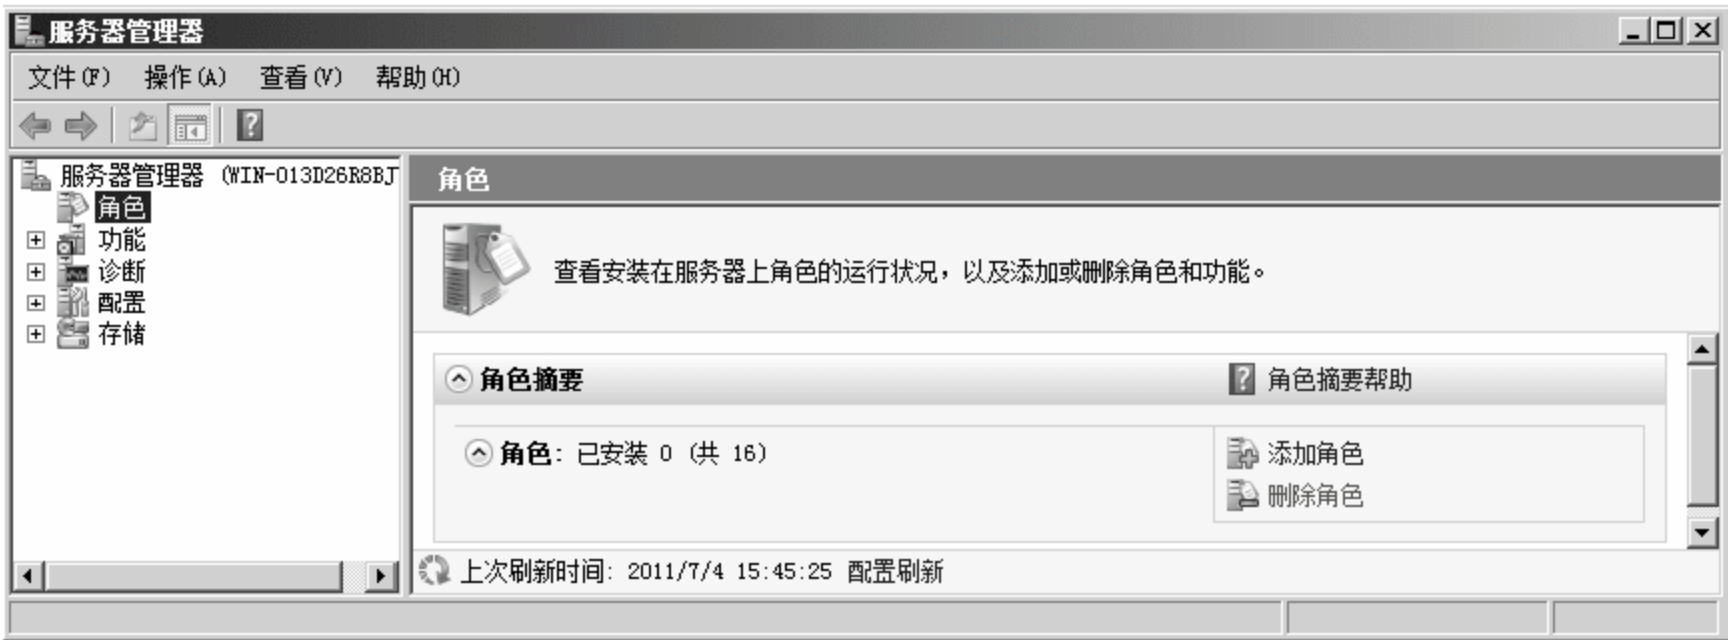 服务器管理器
文件(F) 操作(A) 查看(V) 帮助(H)
服务器管理器 (WIN-013D26R8BJ
角色
功能
诊断
配置
存储
角色
查看安装在服务器上角色的运行状况，以及添加或删除角色和功能。
角色摘要
角色摘要帮助
角色: 已安装 0 (共 16)
添加角色
删除角色
上次刷新时间: 2011/7/4 15:45:25 配置刷新